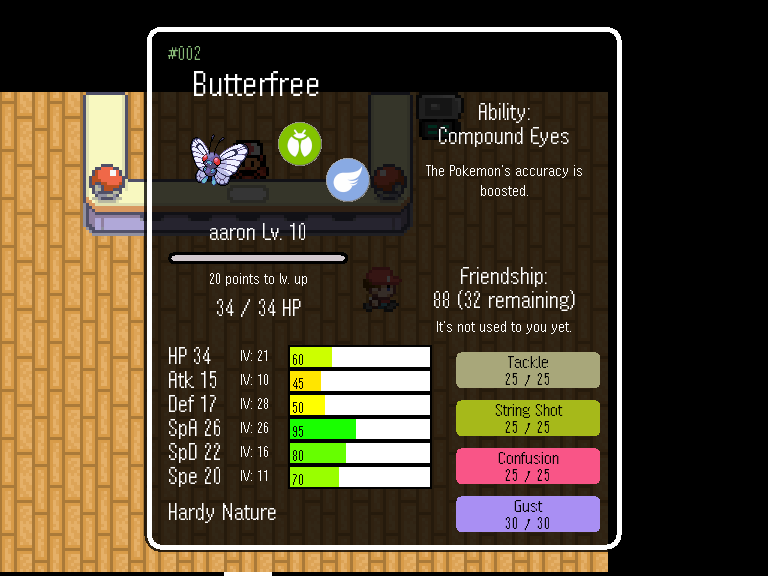 #002
Butterfree
Ability:
Compound Eyes
The Pokemon's accuracy is
boosted.
aaron Lv. 10
20 points to lv. up
34 / 34 HP
Friendship:
88 (32 remaining)
It's not used to you yet.
HP 34 IV: 21 60
Atk 15 IV: 10 45
Def 17 IV: 28 50
SpA 26 IV: 26 95
SpD 22 IV: 16 80
Spe 20 IV: 11 70
Hardy Nature
Tackle
25 / 25
String Shot
25 / 25
Confusion
25 / 25
Gust
30 / 30